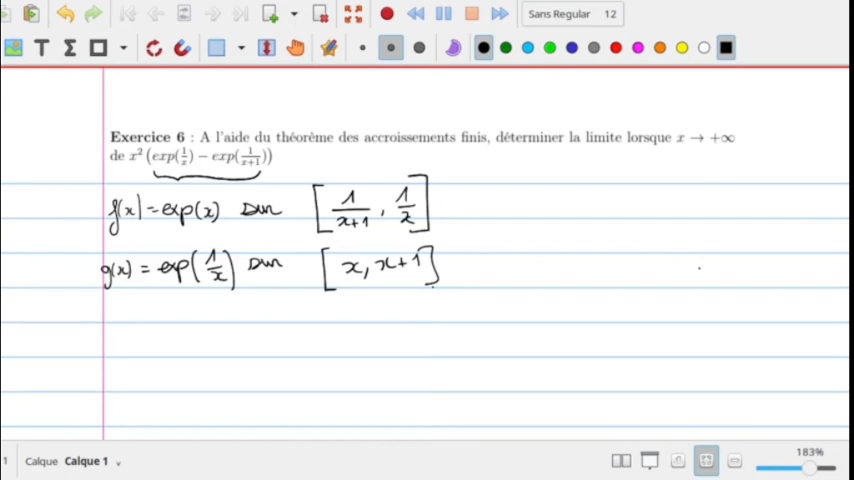 Sans Regular 12
Exercice 6 : A l'aide du théorème des accroissements finis, déterminer la limite lorsque x → +∞
de x² (exp(1/x) − exp(1/(x+1)))
f(x) = exp(x) sur [1/(x+1), 1/x]
g(x) = exp(1/x) sur [x, x+1]
1 Calque Calque 1 183%